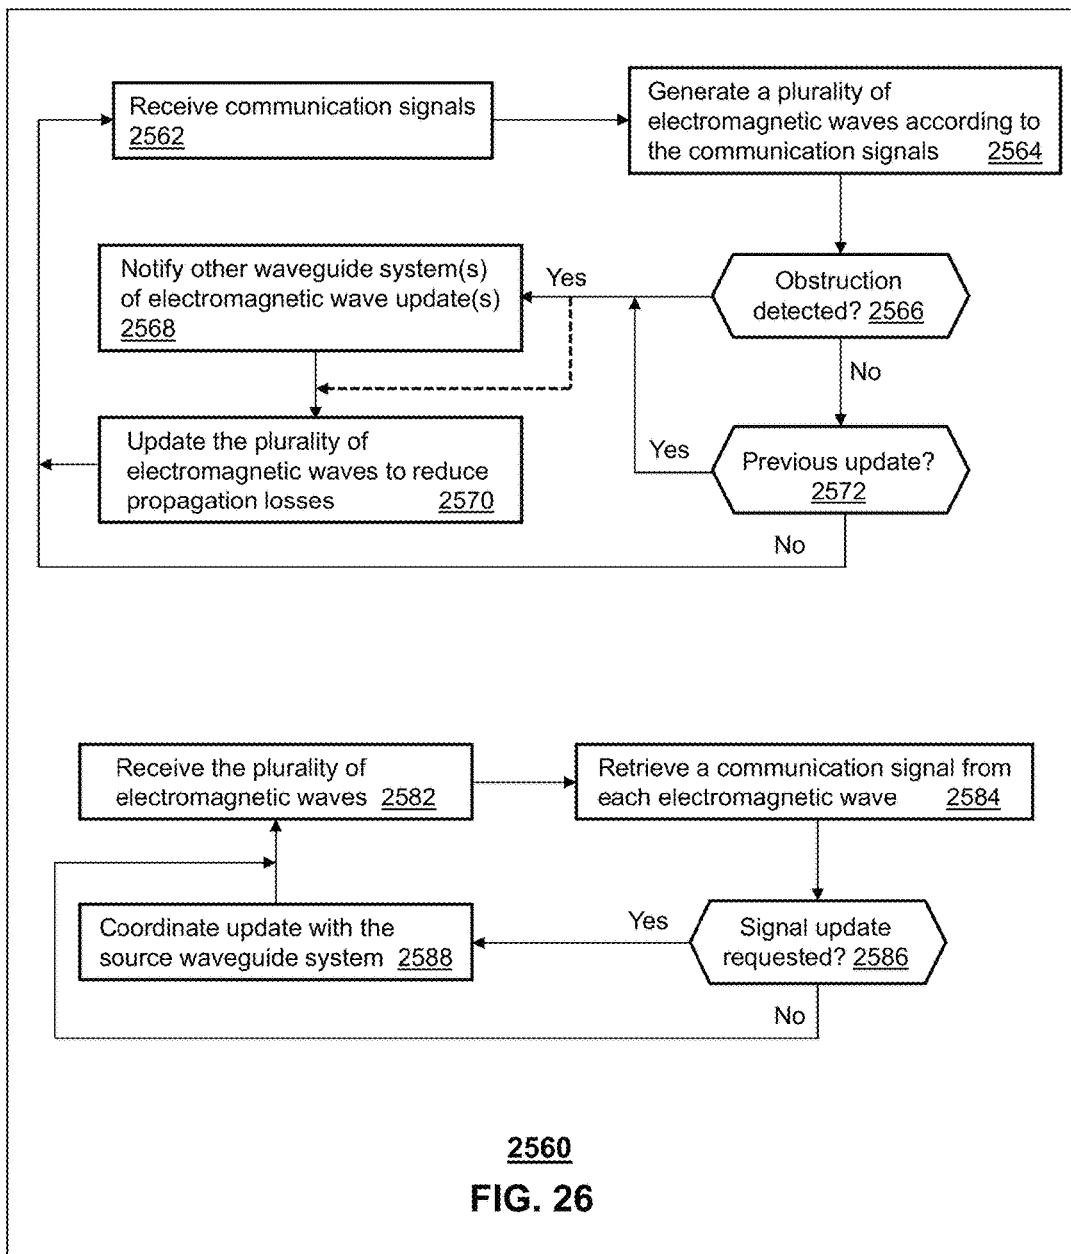 Receive communication signals
2562
Generate a plurality of
electromagnetic waves according to
the communication signals 2564
Notify other waveguide system(s)
of electromagnetic wave update(s)
2568
Yes
Obstruction
detected? 2566
No
Update the plurality of
electromagnetic waves to reduce
propagation losses 2570
Yes
Previous update?
2572
No
Receive the plurality of
electromagnetic waves 2582
Retrieve a communication signal from
each electromagnetic wave 2584
Coordinate update with the
source waveguide system 2588
Yes
Signal update
requested? 2586
No
2560
FIG. 26